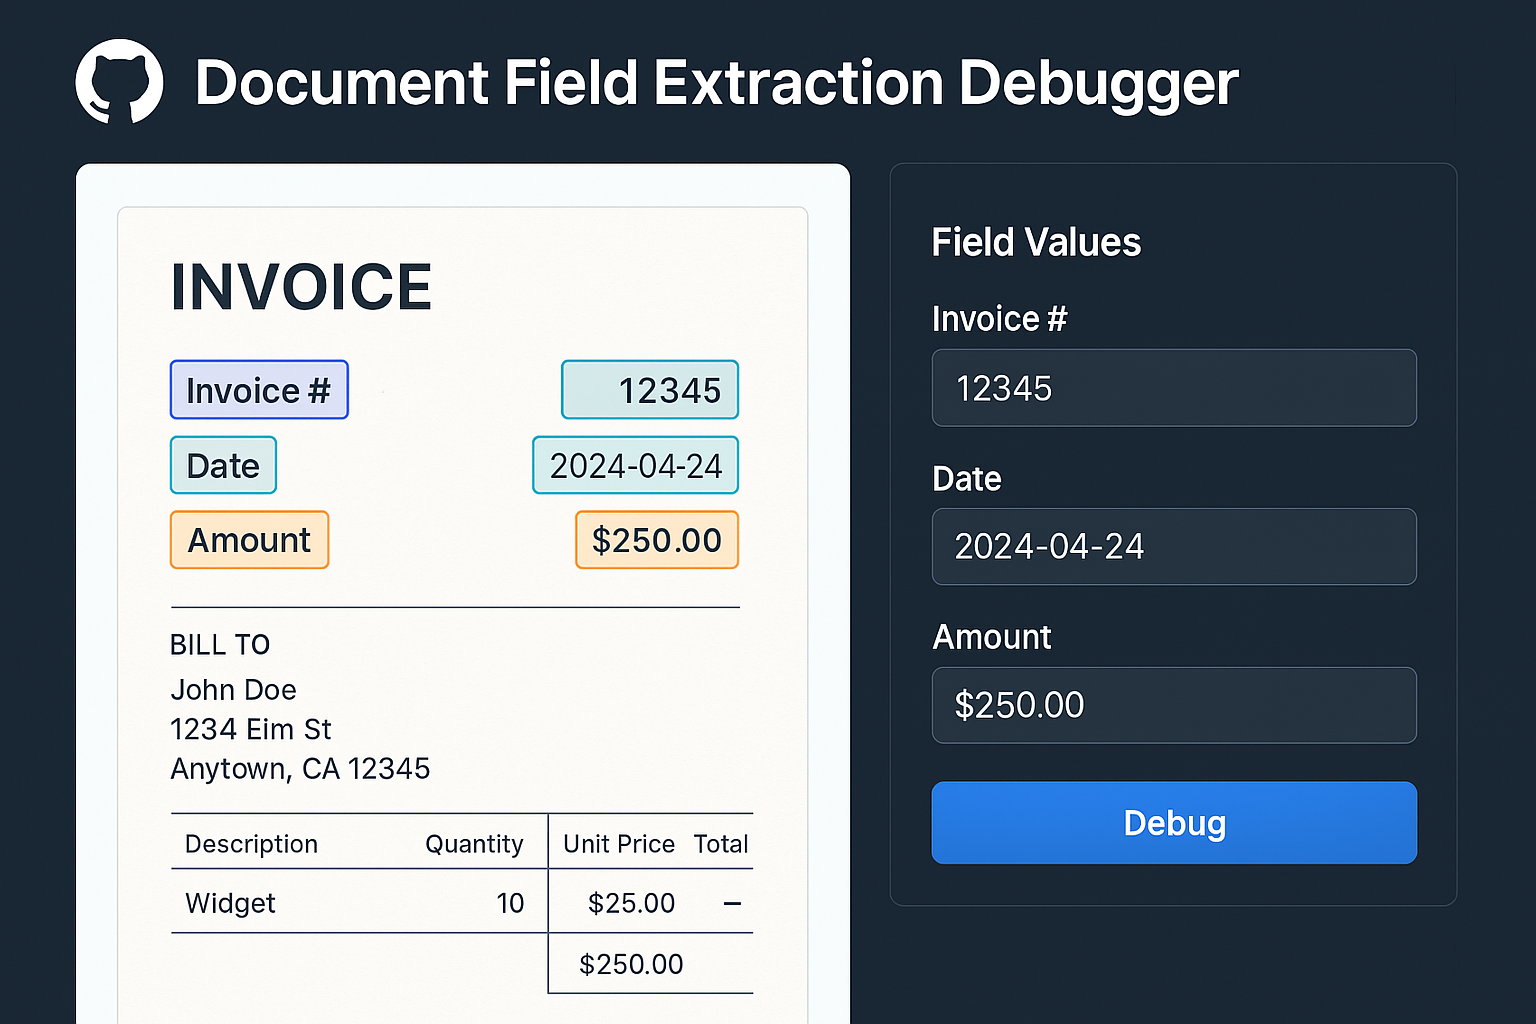 Document Field Extraction Debugger
INVOICE
Invoice # 12345
Date 2024-04-24
Amount $250.00
BILL TO
John Doe
1234 Eim St
Anytown, CA 12345
Description Quantity Unit Price Total
Widget 10 $25.00 –
$250.00
Field Values
Invoice #
12345
Date
2024-04-24
Amount
$250.00
Debug